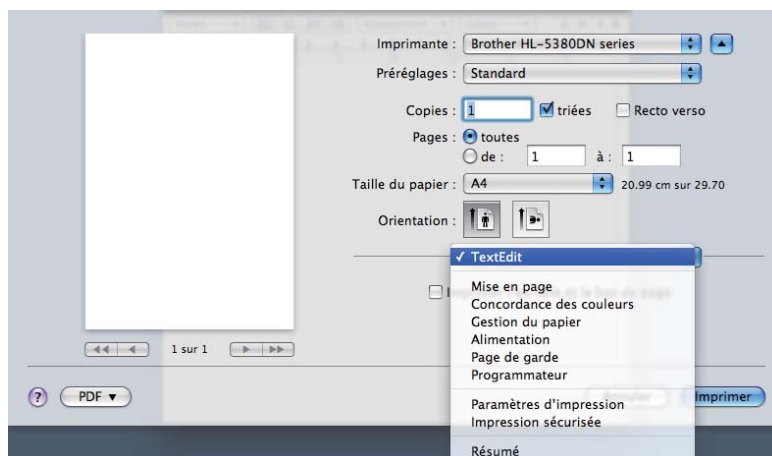 Imprimante : Brother HL-5380DN series
Préréglages : Standard
Copies : 1 triées Recto verso
Pages : toutes
de : 1 à : 1
Taille du papier : A4 20.99 cm sur 29.70
Orientation :
✓ TextEdit
Mise en page
Concordance des couleurs
Gestion du papier
Alimentation
Page de garde
Programmateur
Paramètres d'impression
Impression sécurisée
Résumé
1 sur 1
? PDF Imprimer